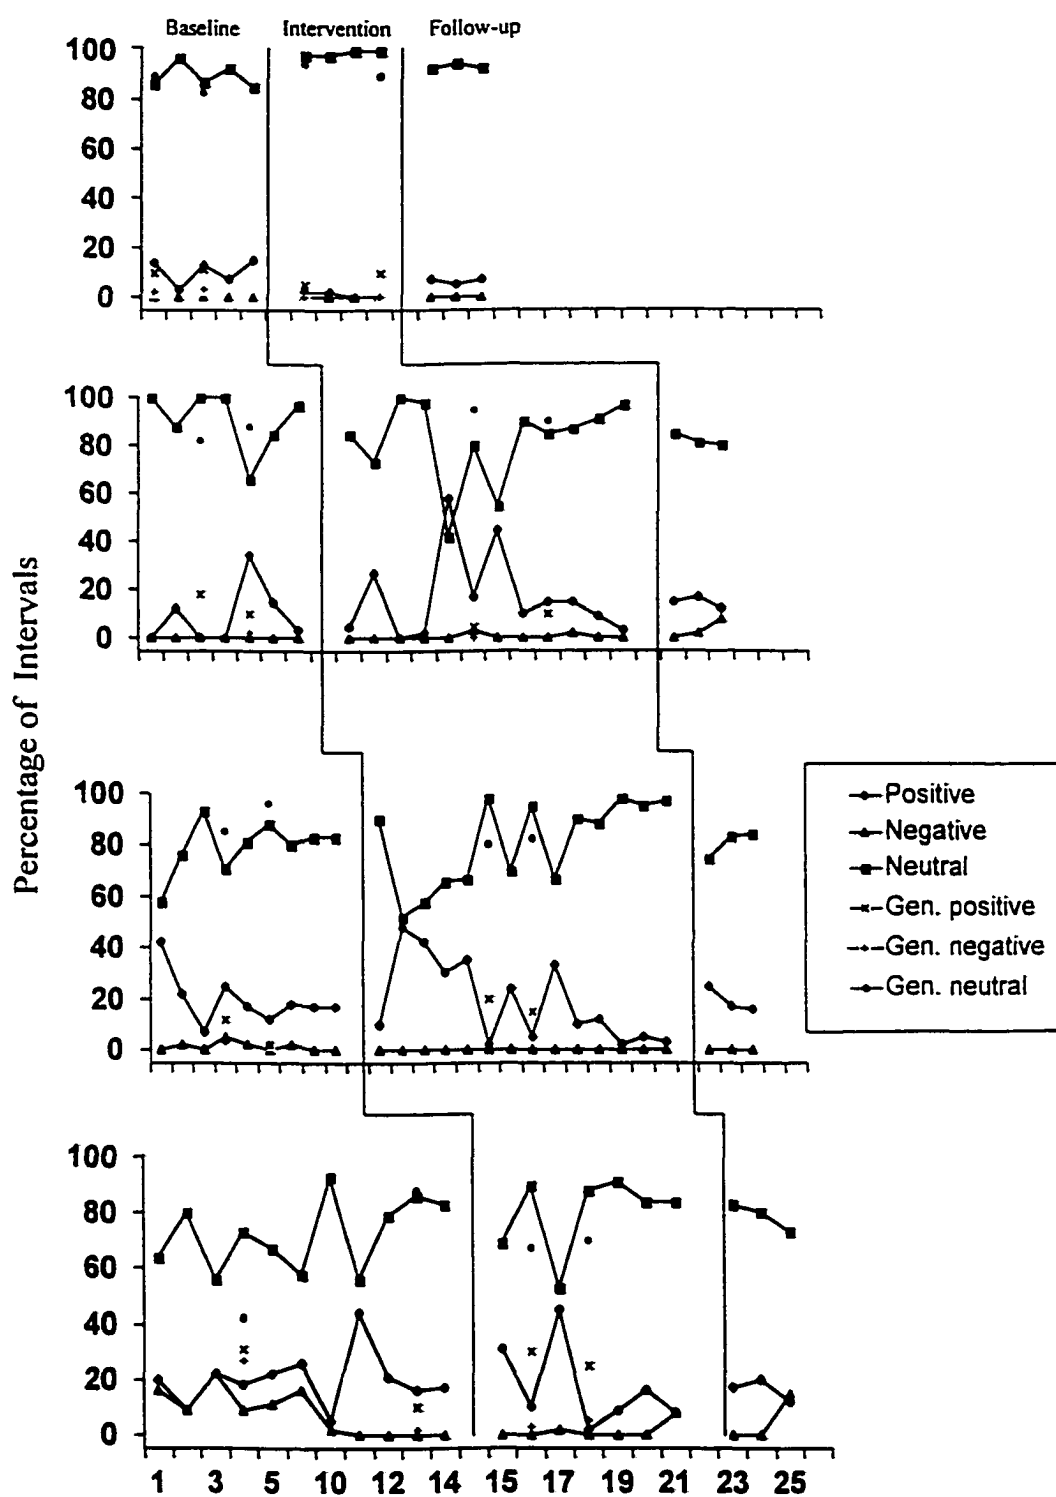 Baseline Intervention Follow-up
100
80
60
40
20
0
100
80
60
40
20
0
Percentage of Intervals
100
80
60
40
20
0
Positive
Negative
Neutral
Gen. positive
Gen. negative
Gen. neutral
100
80
60
40
20
0
1 3 5 10 12 14 15 17 19 21 23 25